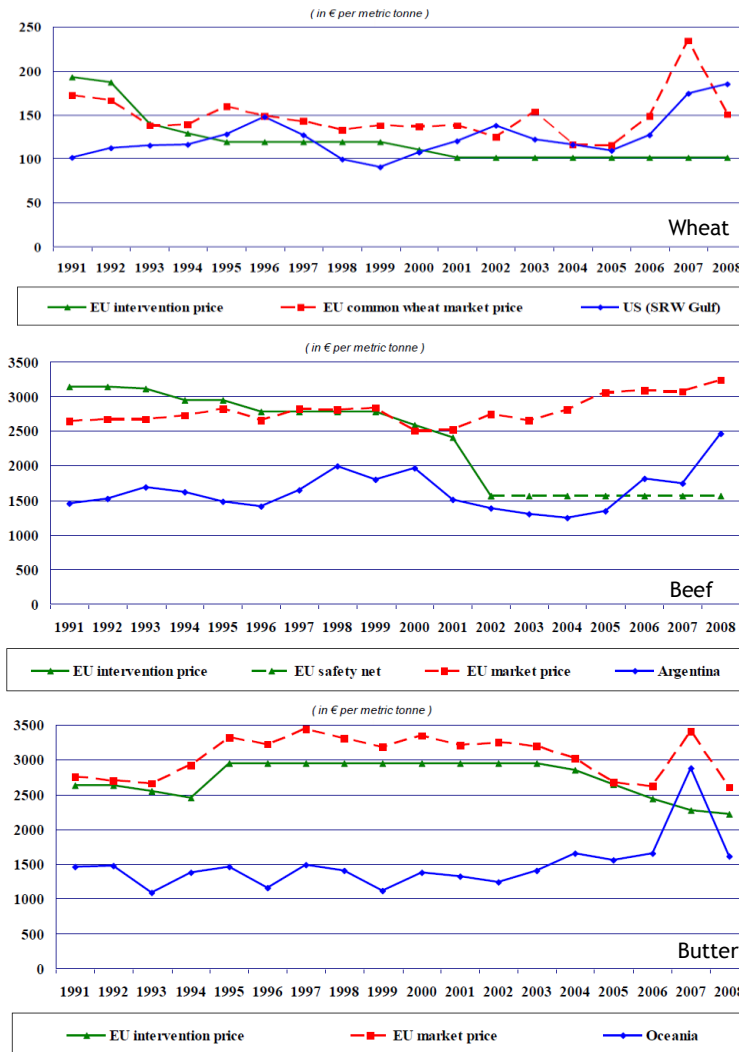 ( in € per metric tonne )
250
200
150
100
50
0
Wheat
1991 1992 1993 1994 1995 1996 1997 1998 1999 2000 2001 2002 2003 2004 2005 2006 2007 2008
EU intervention price EU common wheat market price US (SRW Gulf)
( in € per metric tonne )
3500
3000
2500
2000
1500
1000
500
0
Beef
1991 1992 1993 1994 1995 1996 1997 1998 1999 2000 2001 2002 2003 2004 2005 2006 2007 2008
EU intervention price EU safety net EU market price Argentina
( in € per metric tonne )
3500
3000
2500
2000
1500
1000
500
0
Butter
1991 1992 1993 1994 1995 1996 1997 1998 1999 2000 2001 2002 2003 2004 2005 2006 2007 2008
EU intervention price EU market price Oceania